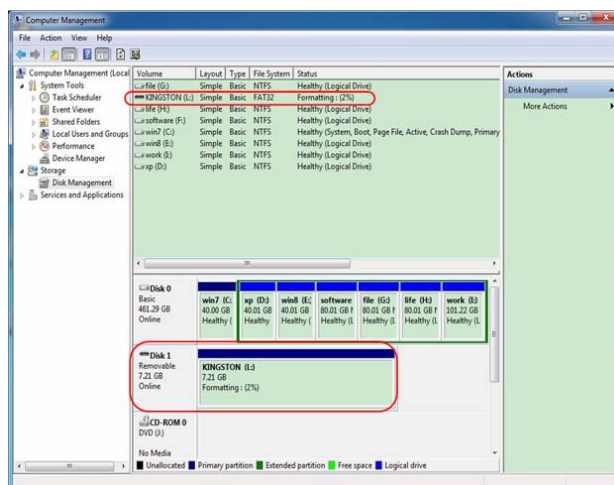 Computer Management
File Action View Help
Computer Management (Local
System Tools
Task Scheduler
Event Viewer
Shared Folders
Local Users and Groups
Performance
Device Manager
Storage
Disk Management
Services and Applications
Volume Layout Type File System Status
file (G:) Simple Basic NTFS Healthy (Logical Drive)
KINGSTON (L:) Simple Basic FAT32 Formatting : (2%)
life (H:) Simple Basic NTFS Healthy (Logical Drive)
software (F:) Simple Basic NTFS Healthy (Logical Drive)
win7 (C:) Simple Basic NTFS Healthy (System, Boot, Page File, Active, Crash Dump, Primary
win8 (E:) Simple Basic NTFS Healthy (Logical Drive)
work (I:) Simple Basic NTFS Healthy (Logical Drive)
xp (D:) Simple Basic NTFS Healthy (Logical Drive)
Actions
Disk Management
More Actions
Disk 0
Basic
461.29 GB
Online
win7 (C: xp (D:) win8 (E: software file (G:) life (H:) work (I:)
40.00 GB 40.01 GB 40.01 GB 80.01 GB 80.01 GB 80.01 GB 101.22 GB
Healthy ( Healthy Healthy ( Healthy (L Healthy (L Healthy (L Healthy (L
Disk 1
Removable
7.21 GB
Online
KINGSTON (L:)
7.21 GB
Formatting : (2%)
CD-ROM 0
DVD (J:)
No Media
Unallocated Primary partition Extended partition Free space Logical drive